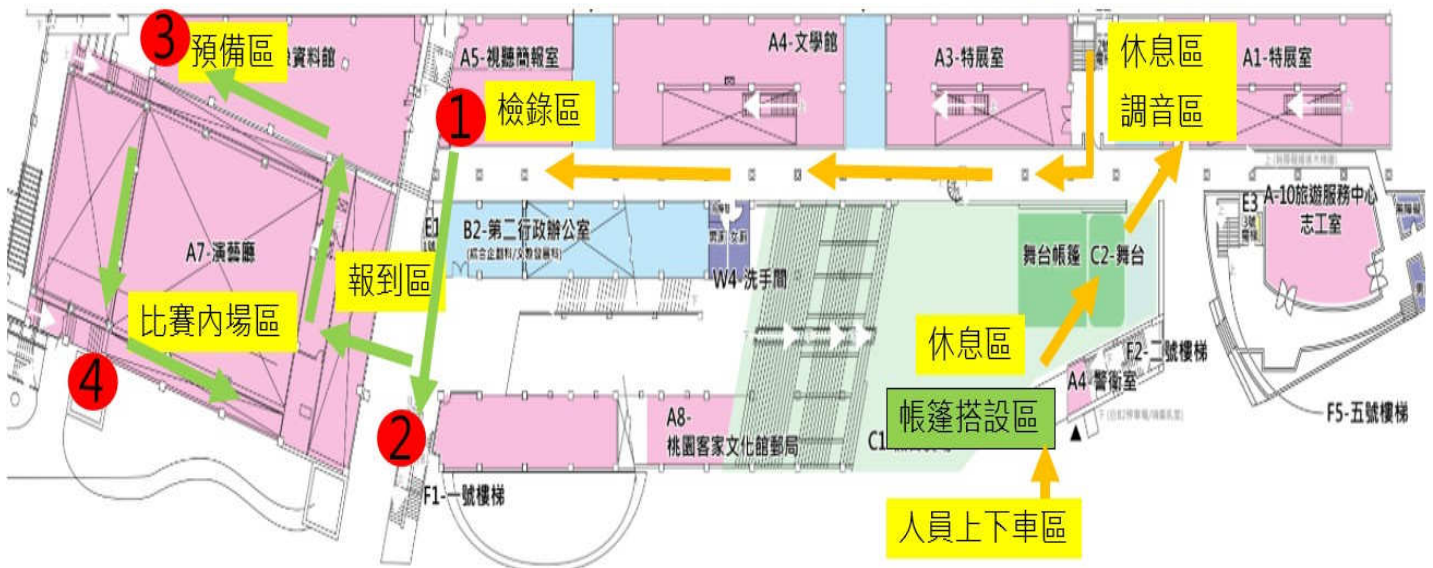 3
預備區
資料館
A5-視聽簡報室
A4-文學館
A3-特展室
休息區
調音區
A1-特展室
1
檢錄區
上
上
上
E1
B2-第二行政辦公室
W4-洗手間
舞台帳篷
C2-舞台
E3
A-10旅遊服務中心
志工室
A7-演藝廳
報到區
比賽內場區
休息區
F2-二號樓梯
A4-警衛室
F5-五號樓梯
4
2
A8-
桃園客家文化館郵局
帳篷搭設區
C1
F1-一號樓梯
人員上下車區